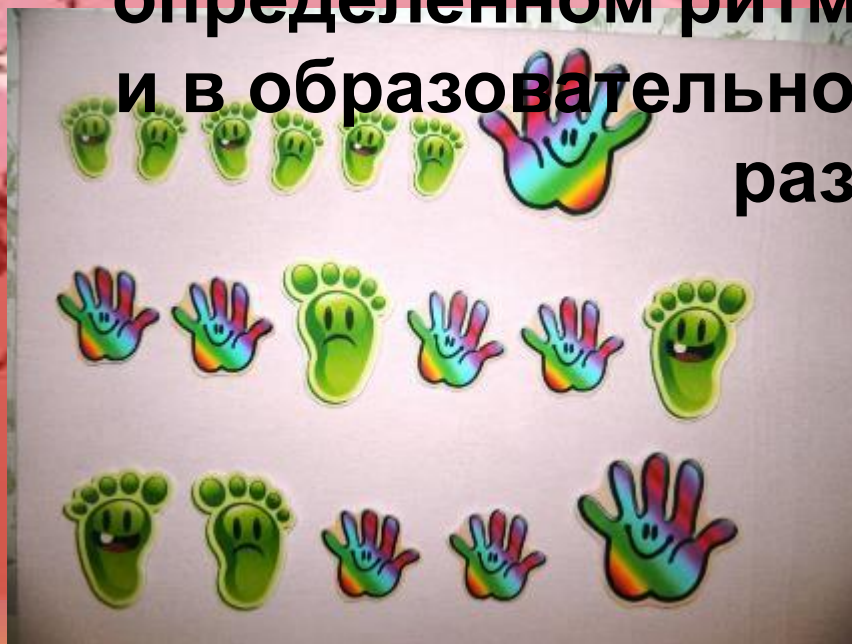 определенном ритм
и в образовательно
раз